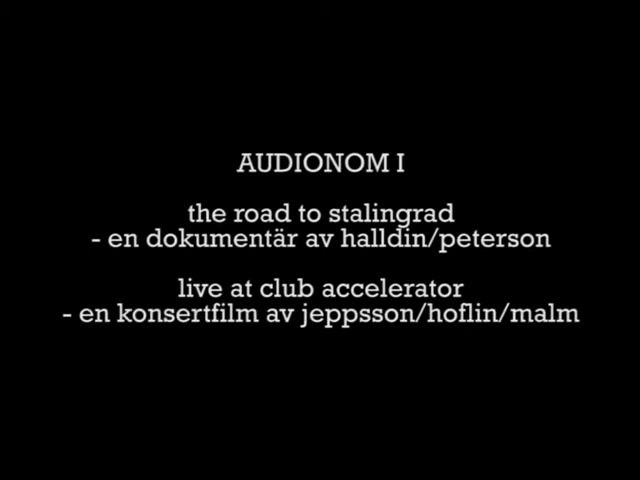 AUDIONOM I
the road to stalingrad
- en dokumentär av halldin/peterson
live at club accelerator
- en konsertfilm av jeppsson/hoflin/malm